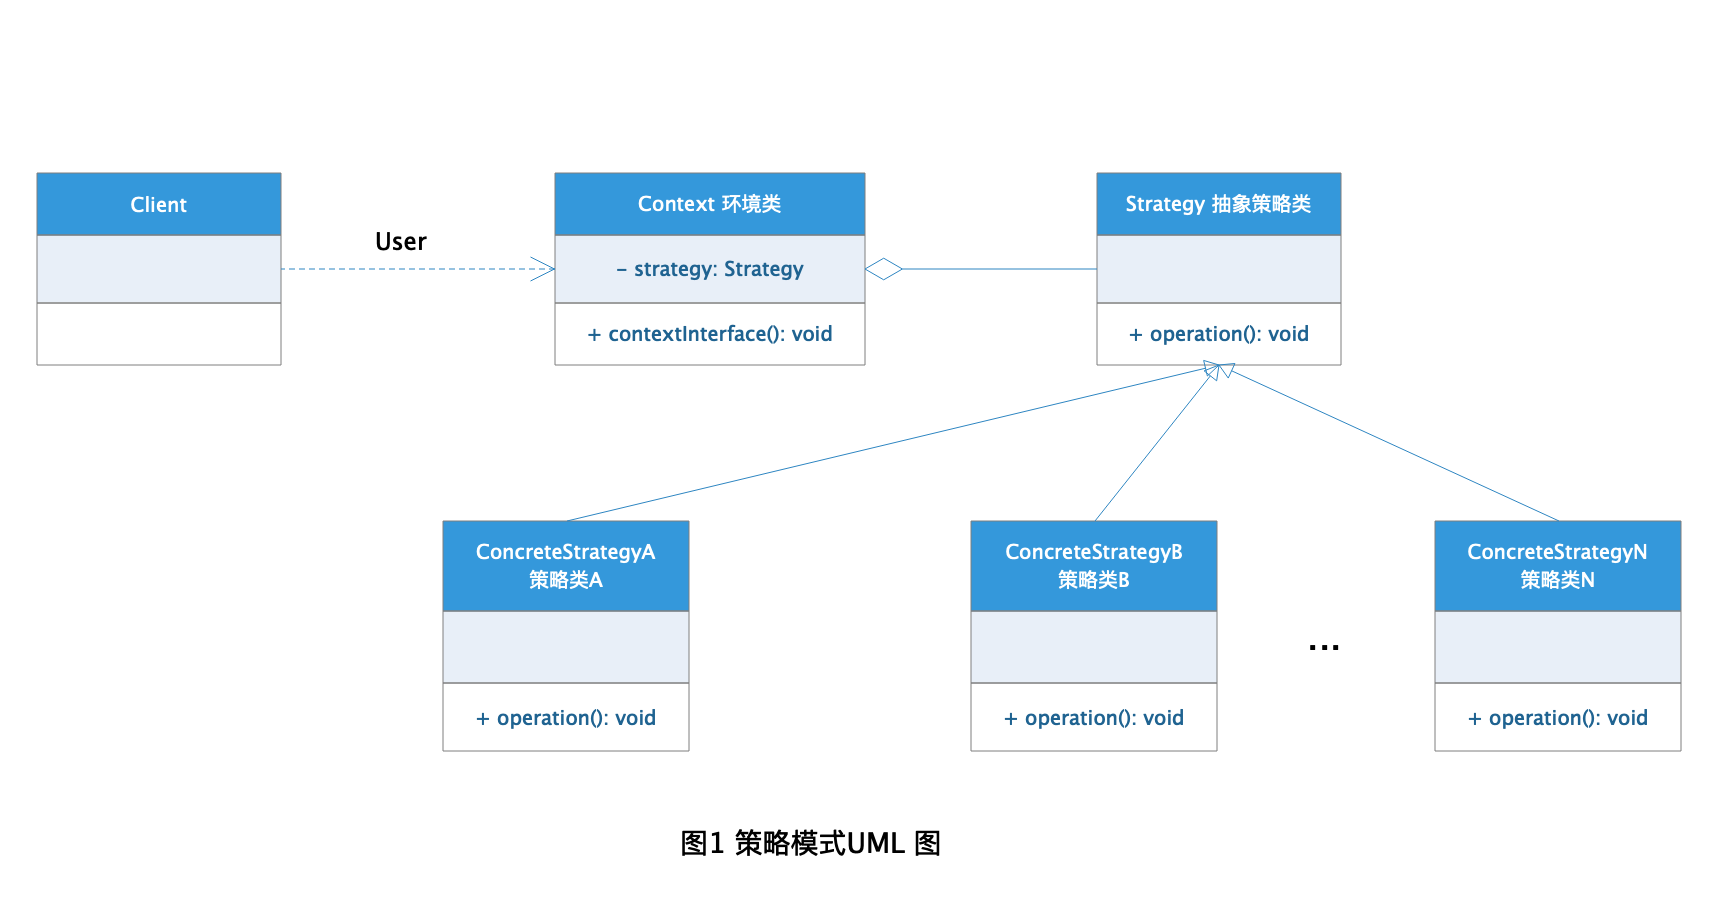 Client
User
Context 环境类
- strategy: Strategy
+ contextInterface(): void
Strategy 抽象策略类
+ operation(): void
ConcreteStrategyA
策略类A
+ operation(): void
ConcreteStrategyB
策略类B
+ operation(): void
...
ConcreteStrategyN
策略类N
+ operation(): void
图1 策略模式UML 图